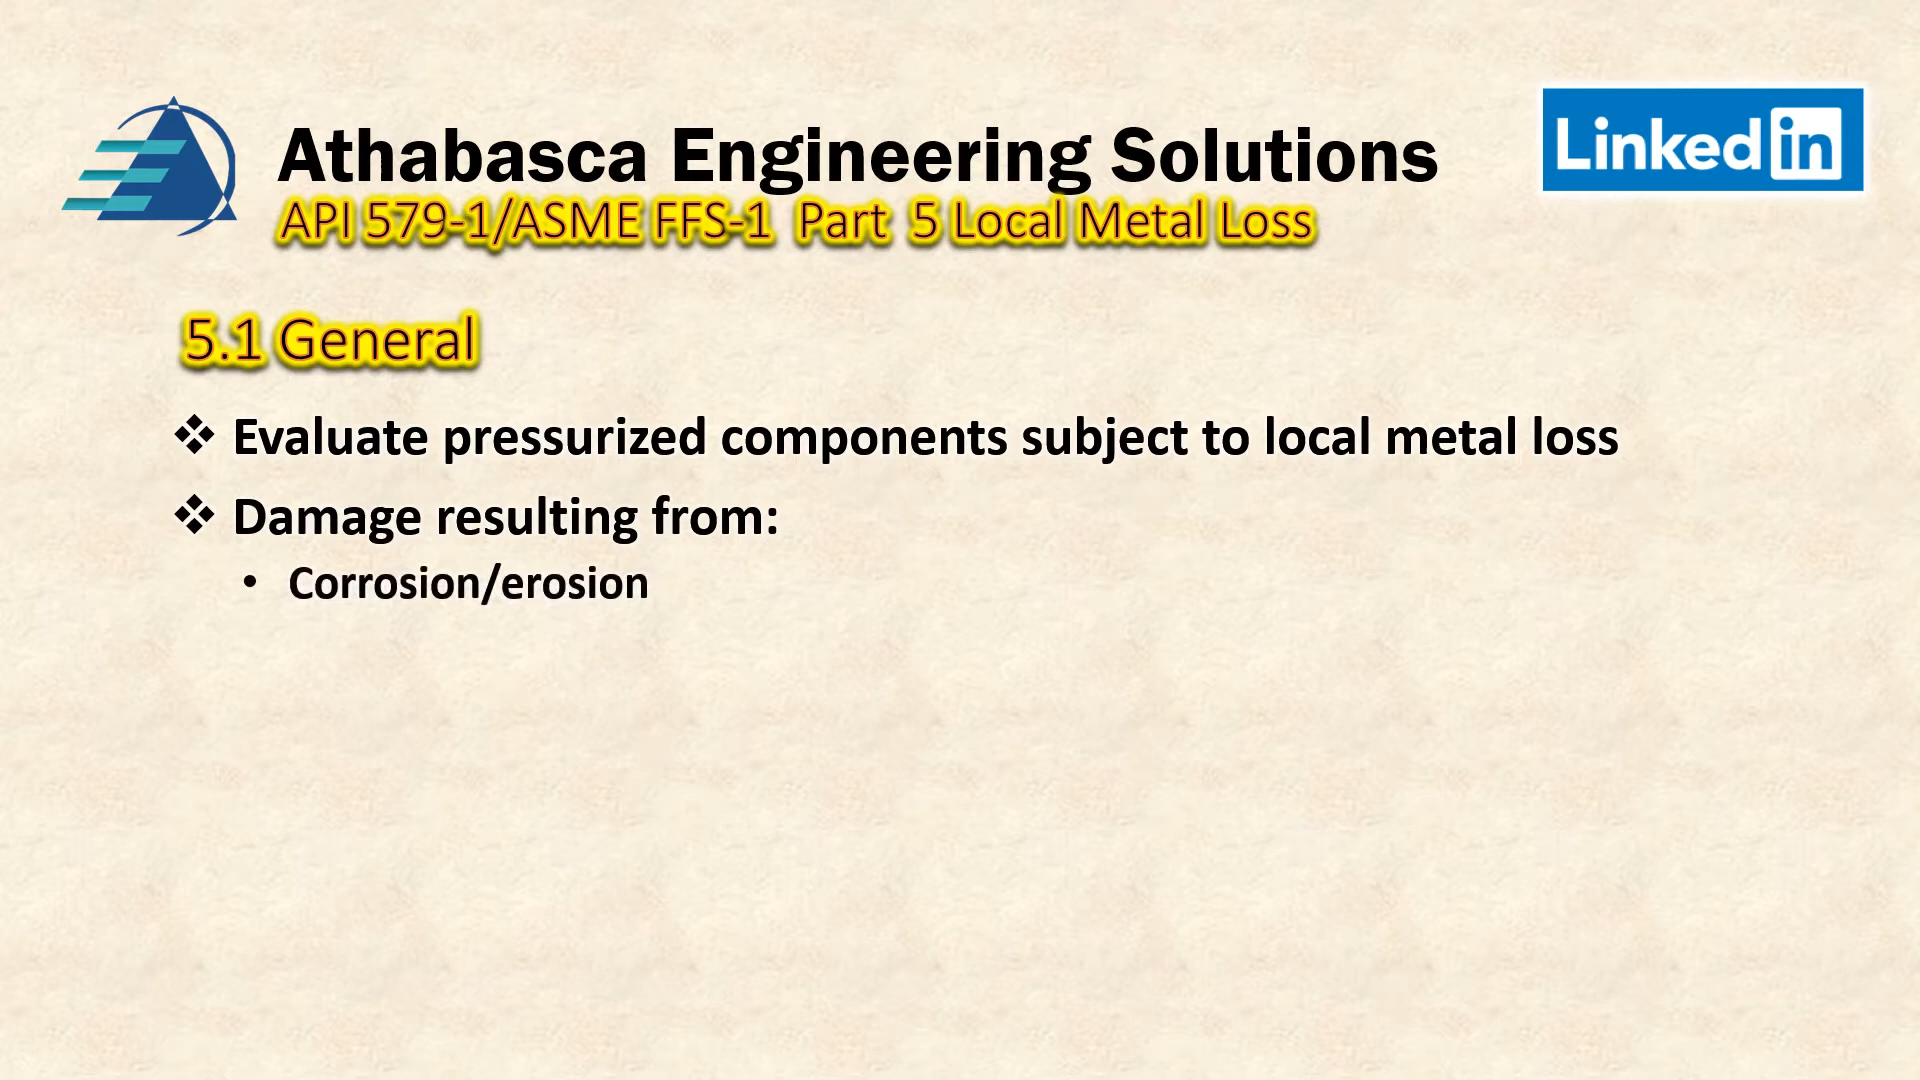 Athabasca Engineering Solutions
LinkedIn
API 579-1/ASME FFS-1 Part 5 Local Metal Loss
5.1 General
❖ Evaluate pressurized components subject to local metal loss
❖ Damage resulting from:
• Corrosion/erosion